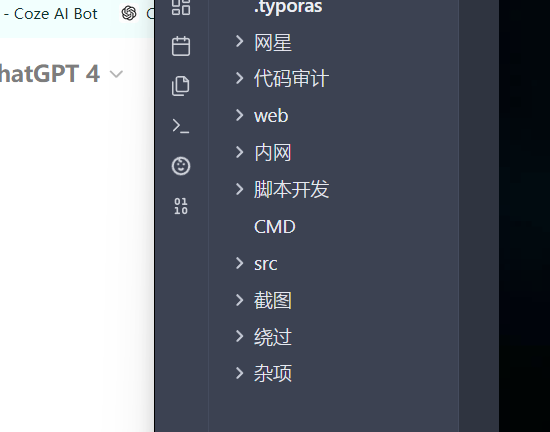 - Coze AI Bot
hatGPT 4
.typoras
网星
代码审计
web
内网
脚本开发
CMD
src
截图
绕过
杂项